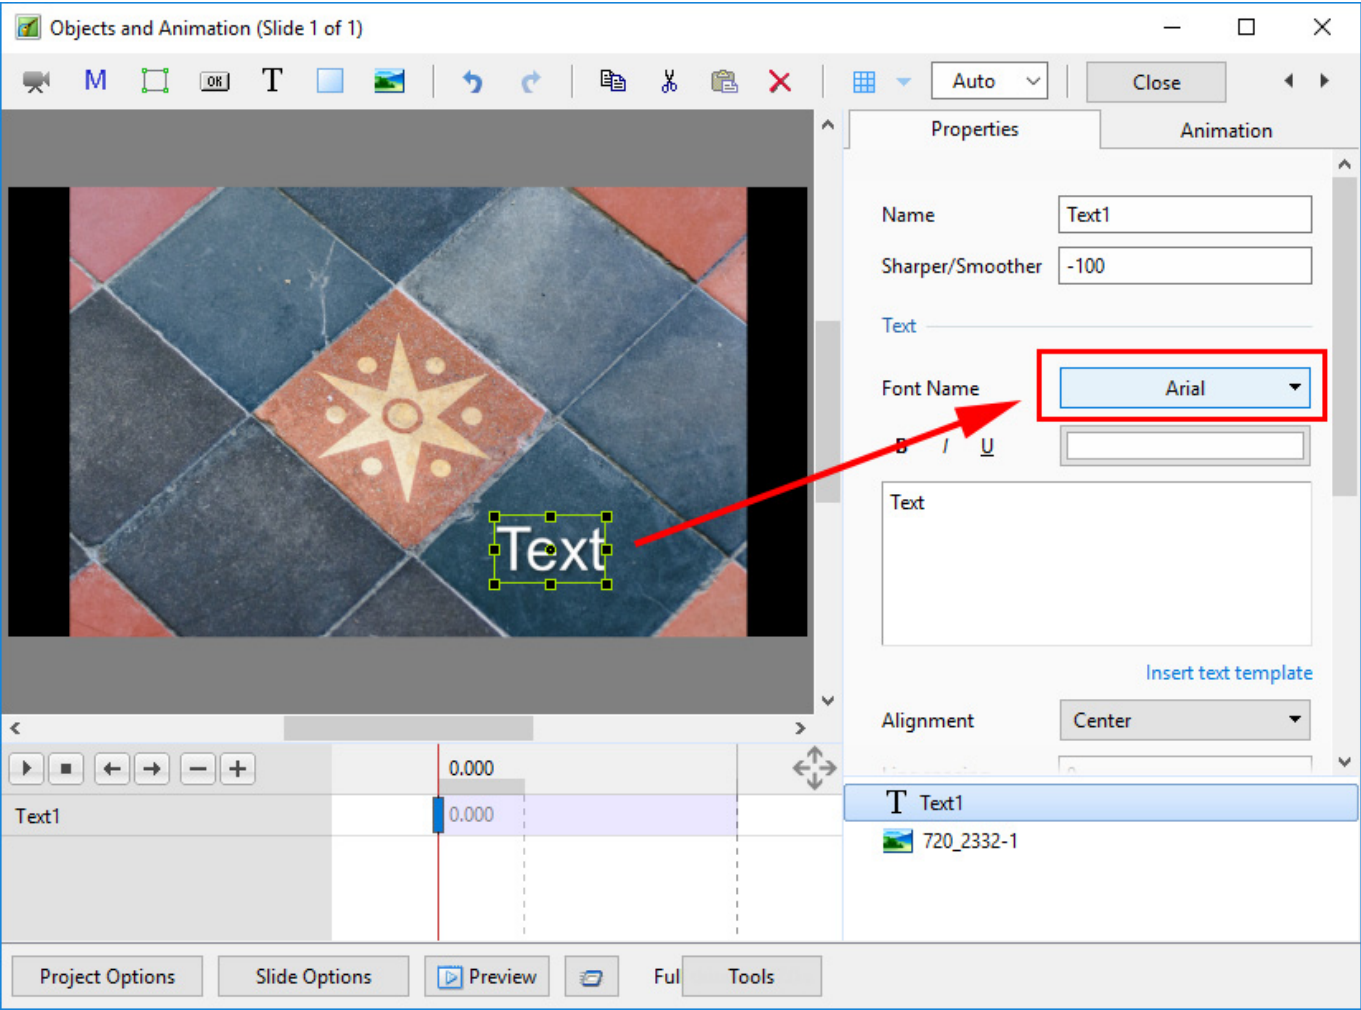 Objects and Animation (Slide 1 of 1)
M OK T Auto Close
Properties Animation
Name Text1
Sharper/Smoother -100
Text
Font Name Arial
B I U
Text
Text
Insert text template
Alignment Center
0.000
Text1 0.000
T Text1
720_2332-1
Project Options Slide Options Preview Ful Tools